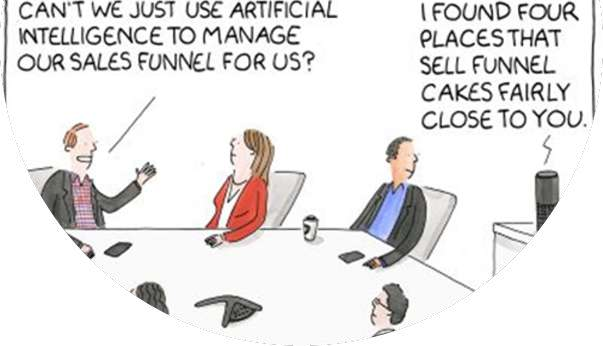 CAN'T WE JUST USE ARTIFICIAL
INTELLIGENCE TO MANAGE
OUR SALES FUNNEL FOR US?
I FOUND FOUR
PLACES THAT
SELL FUNNEL
CAKES FAIRLY
CLOSE TO YOU.